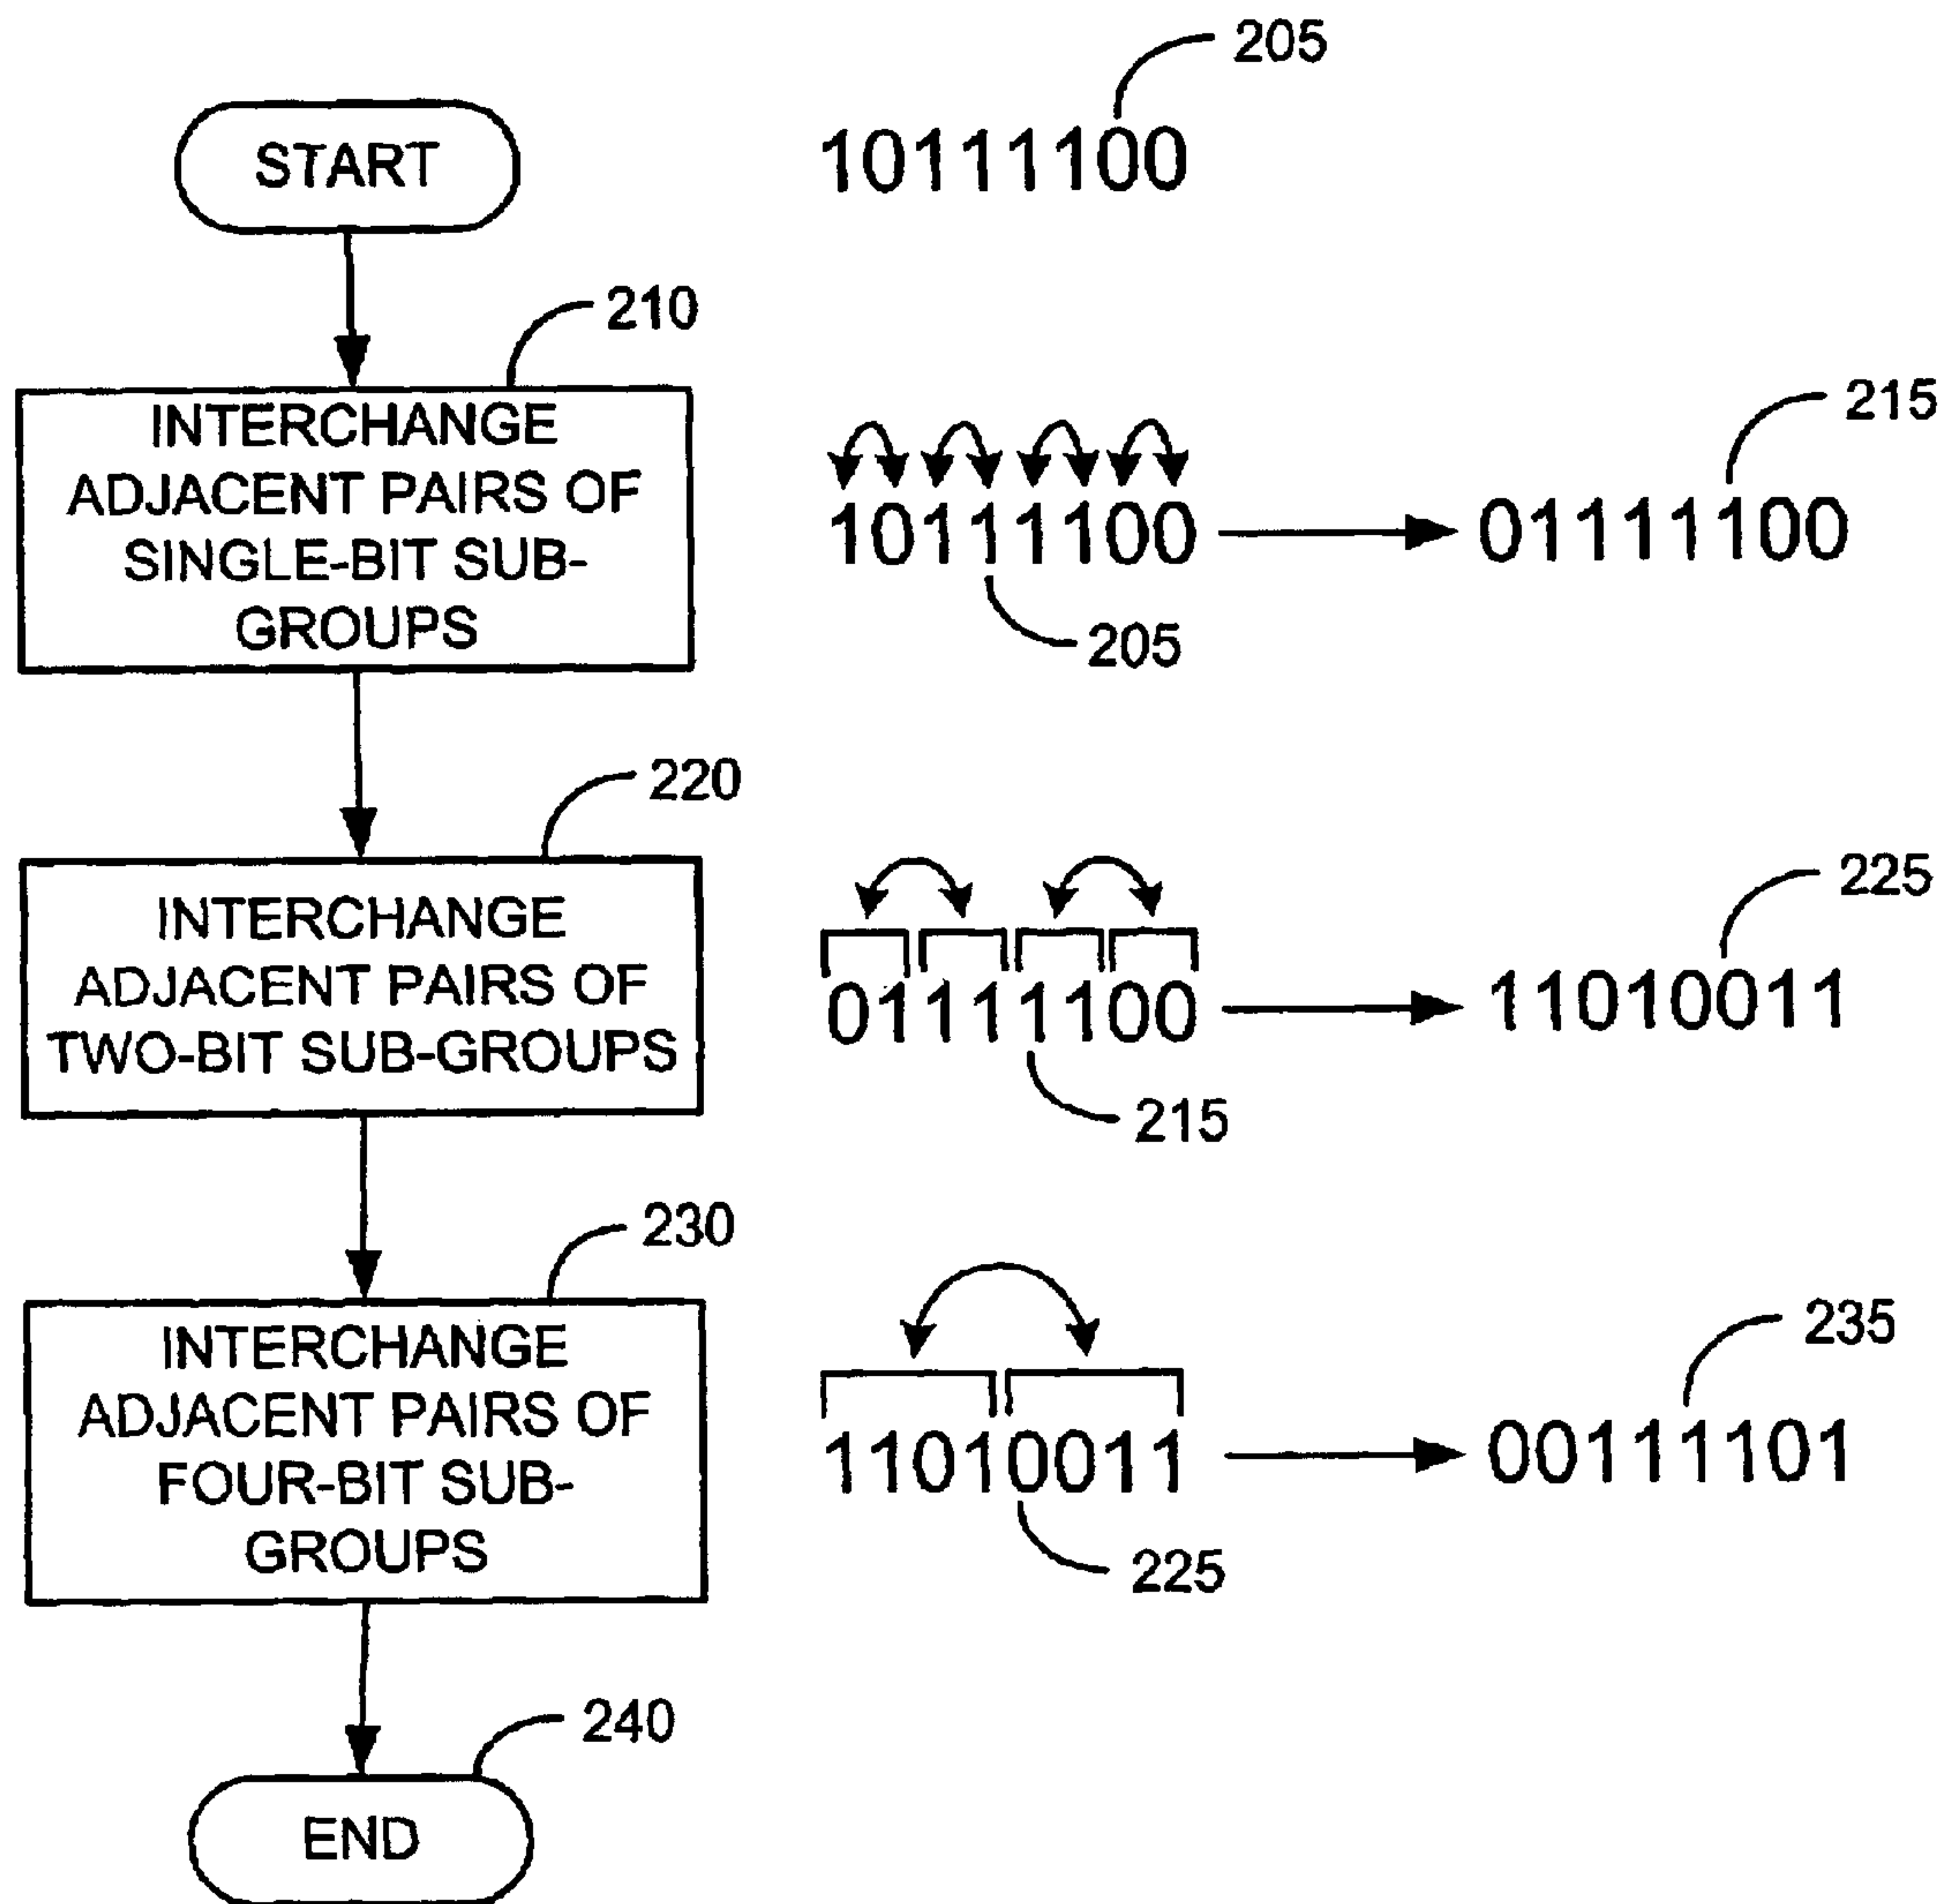 205
START
10111100
210
INTERCHANGE
ADJACENT PAIRS OF
SINGLE-BIT SUB-
GROUPS
215
10111100
01111100
205
220
INTERCHANGE
ADJACENT PAIRS OF
TWO-BIT SUB-GROUPS
225
01111100
11010011
215
230
INTERCHANGE
ADJACENT PAIRS OF
FOUR-BIT SUB-
GROUPS
235
11010011
00111101
225
240
END